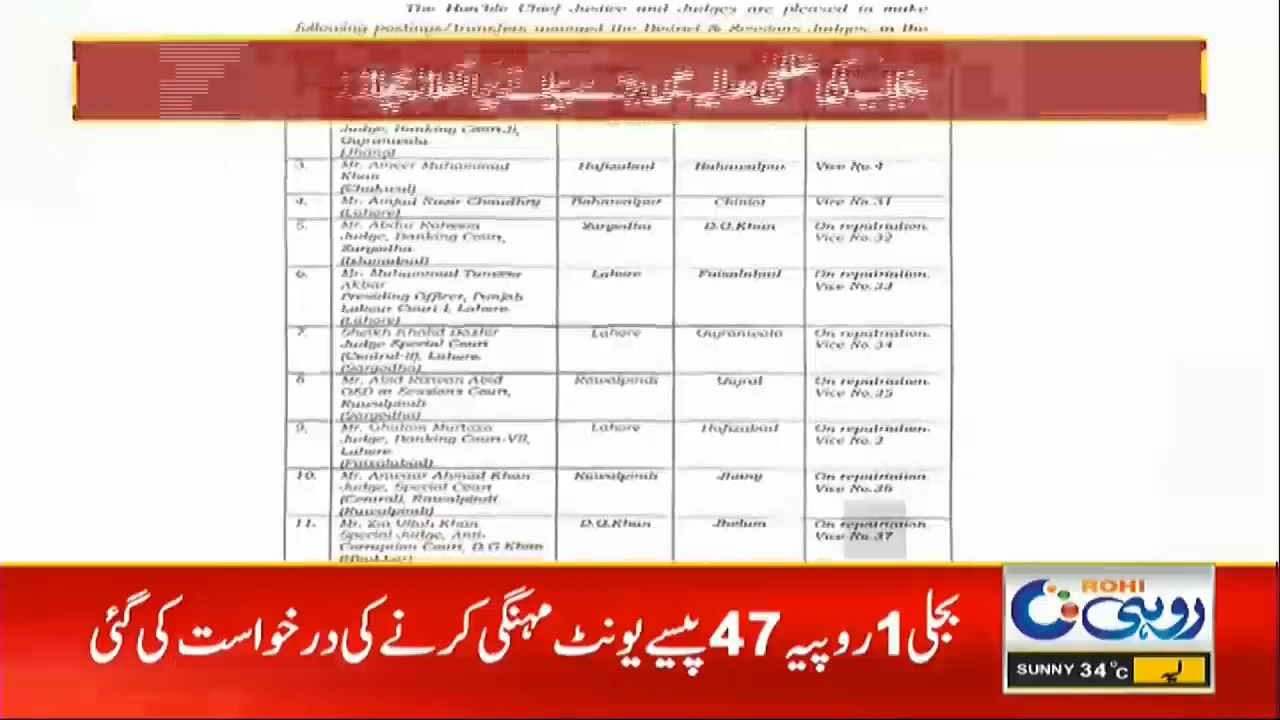 The Hon'ble Chief Justice and Judges are pleased to make
following postings/transfers amongst the District & Sessions Judges, in the
Judge, Banking Court-II,
Gujranwala
(Jhang)
3. Mr. Ameer Muhammad Khan (Chakwal) Hafizabad Bahawalpur Vice No.4
4. Mr. Amjad Nazir Chaudhry (Lahore) Bahawalpur Chiniot Vice No.31
5. Mr. Abdur Raheem Judge, Banking Court, Sargodha (Islamabad) Sargodha D.G.Khan On repatriation. Vice No.32
6. Mr. Muhammad Tanveer Akbar Presiding Officer, Punjab Labour Court I, Lahore (Lahore) Lahore Faisalabad On repatriation. Vice No.33
7. Sheikh Khalid Bashir Judge Special Court (Central-II), Lahore (Sargodha) Lahore Gujranwala On repatriation. Vice No.34
8 Mr. Abid Rizwan Abid OSD in Sessions Court, Rawalpindi (Sargodha) Rawalpindi Gujrat On repatriation. Vice No.35
9. Mr. Ghulam Murtaza Judge, Banking Court-VII, Lahore (Faisalabad) Lahore Hafizabad On repatriation. Vice No.3
10. Mr. Anwaar Ahmad Khan Judge, Special Court (Central), Rawalpindi (Rawalpindi) Rawalpindi Jhang On repatriation Vice No.36
11. Mr. Zia Ullah Khan Special Judge, Anti-Corruption Court, D.G Khan D.G.Khan Jhelum On repatriation. Vice No.37
بجلی 1 روپیہ 47 پیسے یونٹ مہنگی کرنے کی درخواست کی گئی
ROHI
روہی
SUNNY 34°C لیہ